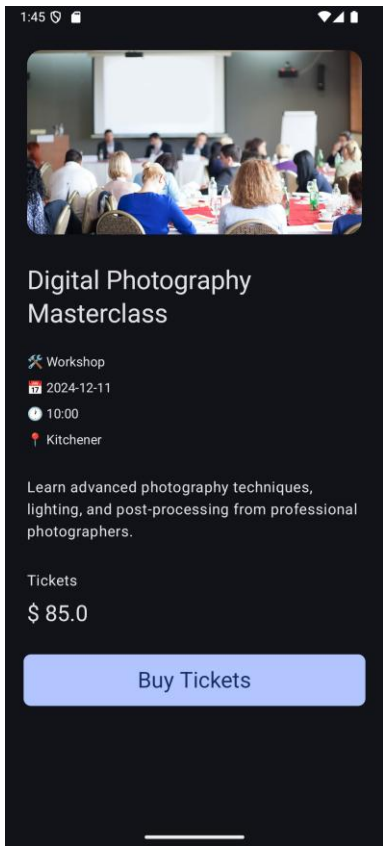 1:45
Digital Photography
Masterclass
🛠️ Workshop
📅 2024-12-11
🕙 10:00
📍 Kitchener
Learn advanced photography techniques,
lighting, and post-processing from professional
photographers.
Tickets
$ 85.0
Buy Tickets